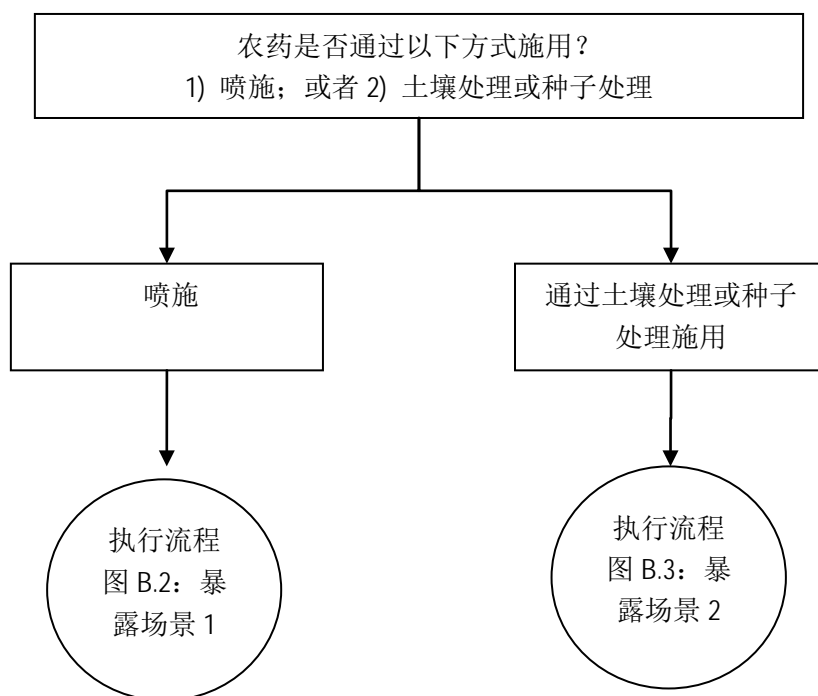 农药是否通过以下方式施用？
1) 喷施；或者 2) 土壤处理或种子处理
喷施
通过土壤处理或种子
处理施用
执行流程
图 B.2：暴
露场景 1
执行流程
图 B.3：暴
露场景 2